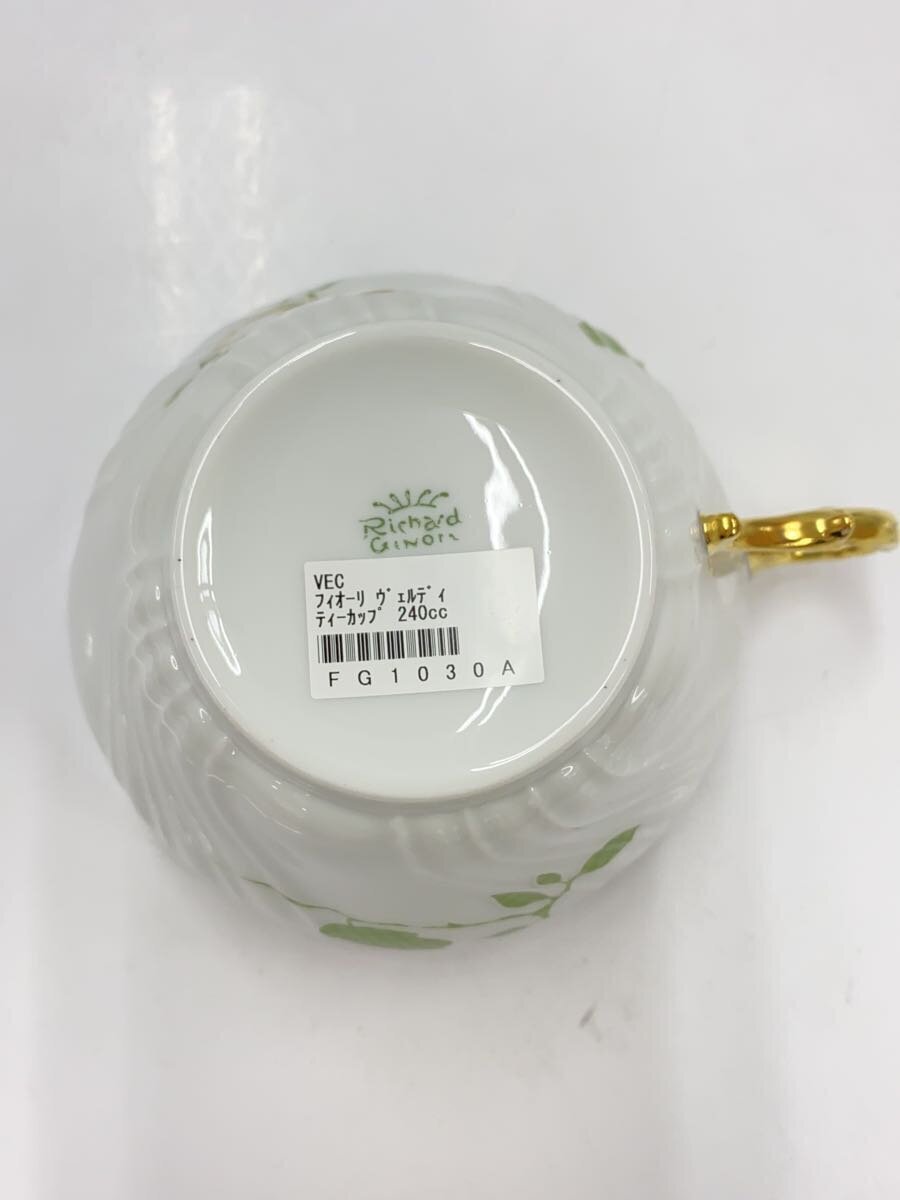 Richard
GINORI
VEC
フィオーリ ヴェルディ
ティーカップ 240cc
FG1030A